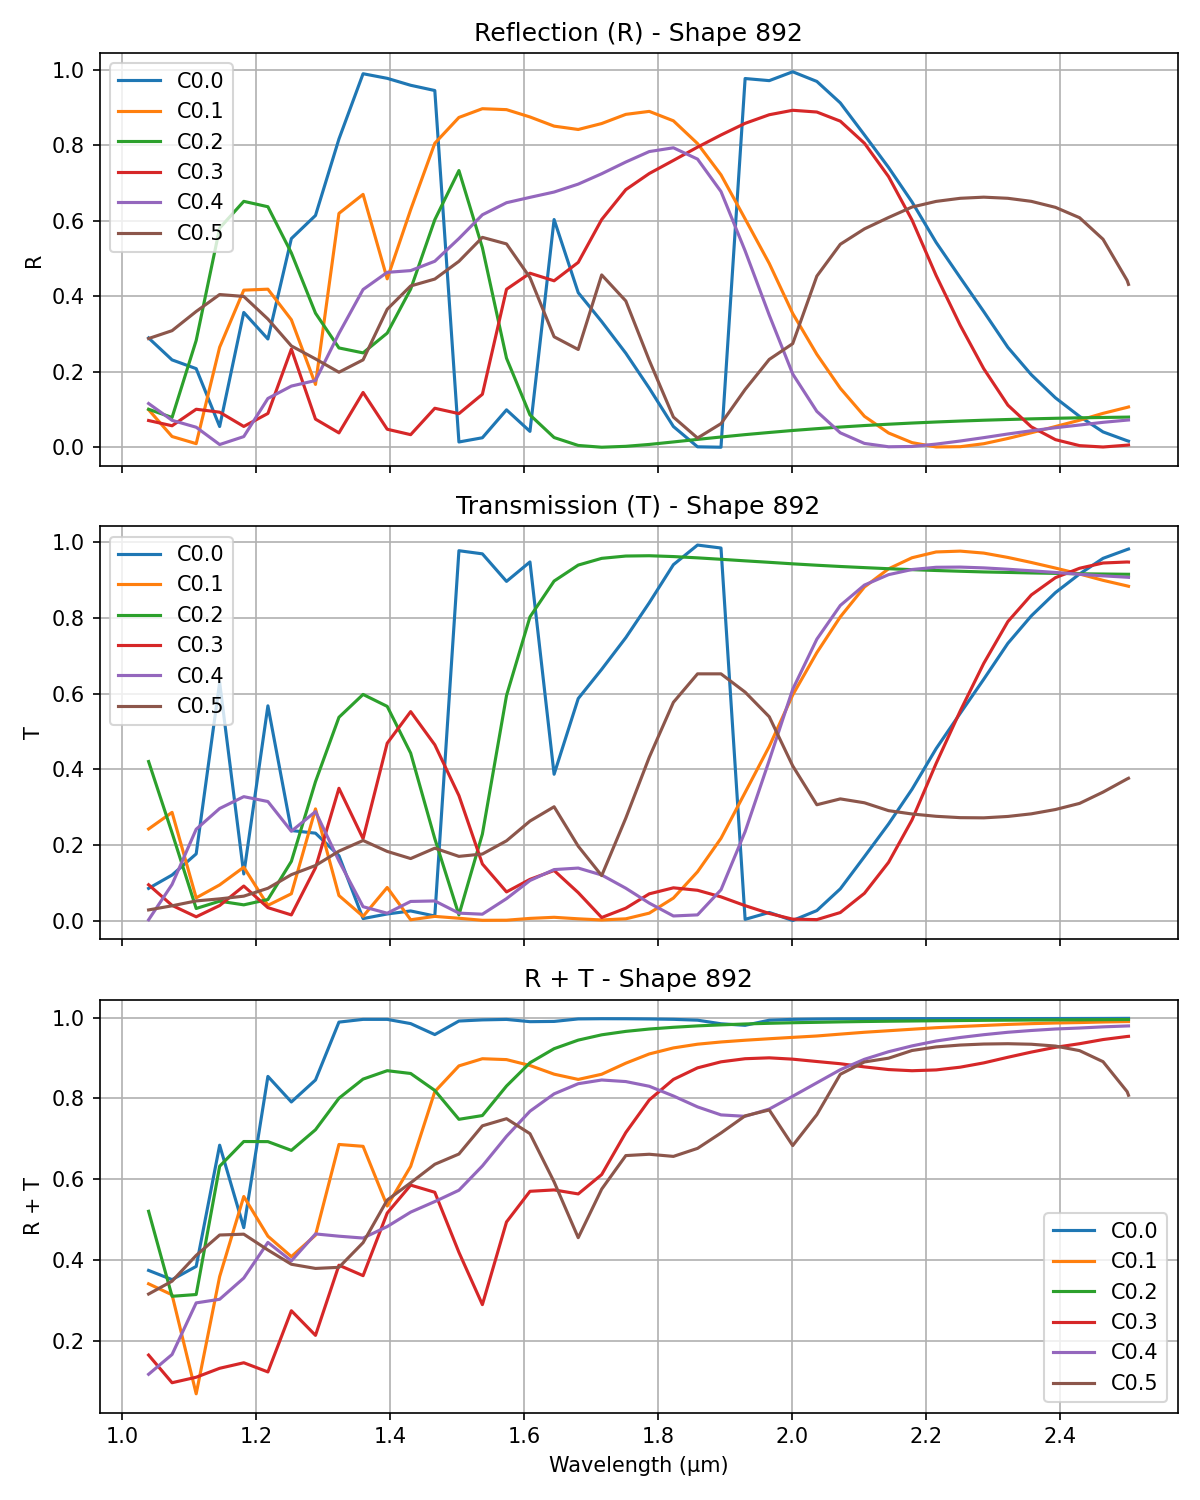 Reflection (R) - Shape 892
1.0
0.8
0.6
0.4
0.2
0.0
R
C0.0
C0.1
C0.2
C0.3
C0.4
C0.5
Transmission (T) - Shape 892
1.0
0.8
0.6
0.4
0.2
0.0
T
C0.0
C0.1
C0.2
C0.3
C0.4
C0.5
R + T - Shape 892
1.0
0.8
0.6
0.4
0.2
R + T
C0.0
C0.1
C0.2
C0.3
C0.4
C0.5
1.0 1.2 1.4 1.6 1.8 2.0 2.2 2.4
Wavelength (μm)